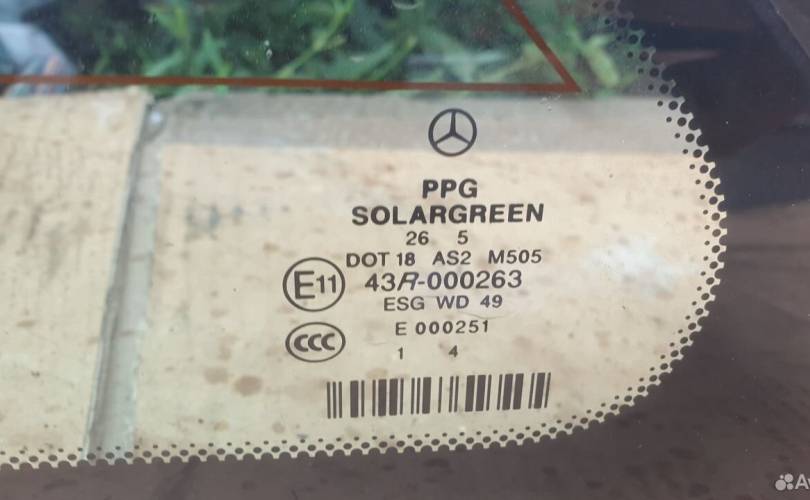 PPG
SOLARGREEN
26 5
DOT 18 AS2 M505
E11 43R-000263
ESG WD 49
E 000251
CCC
1 4